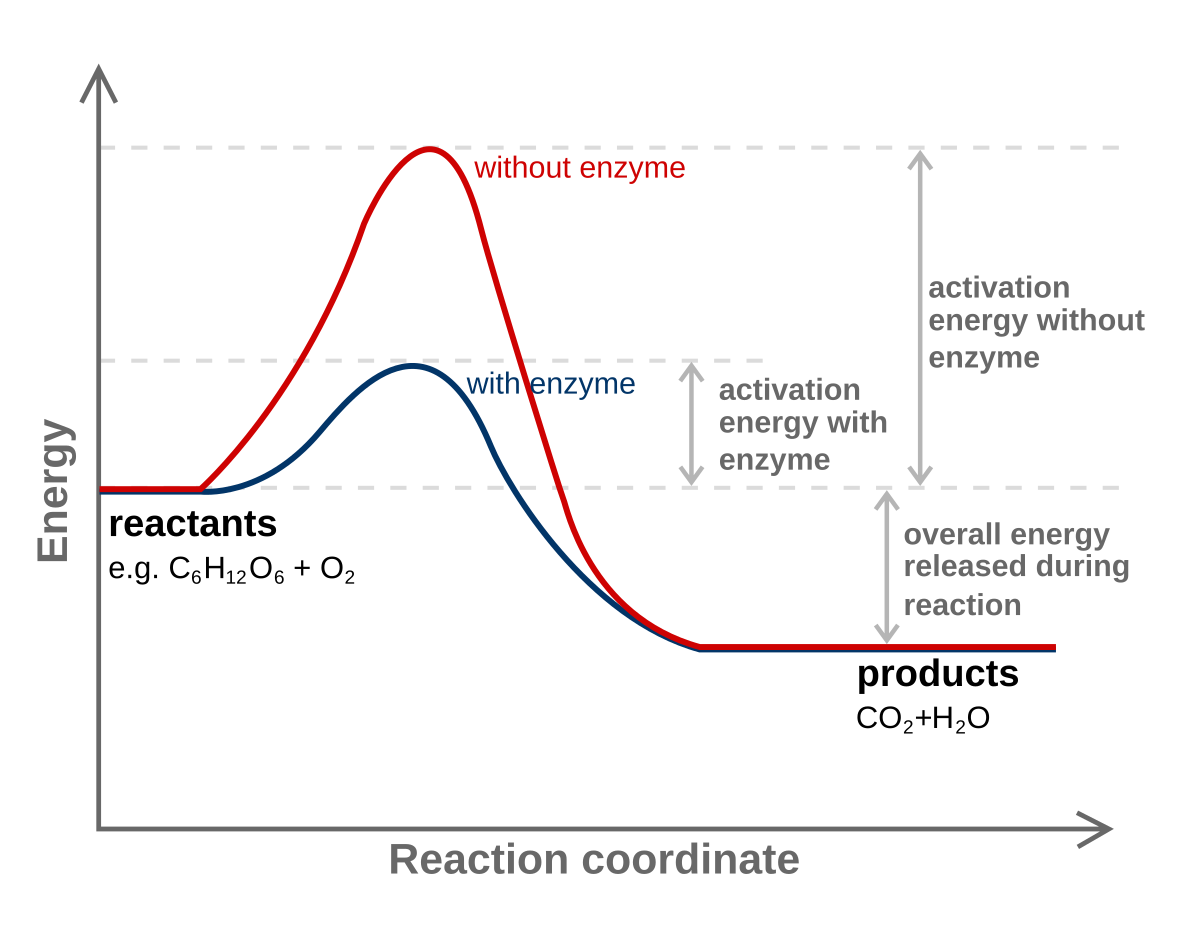 without enzyme
activation
energy without
enzyme
with enzyme
activation
energy with
enzyme
Energy
reactants
e.g. C₆H₁₂O₆ + O₂
overall energy
released during
reaction
products
CO₂+H₂O
Reaction coordinate